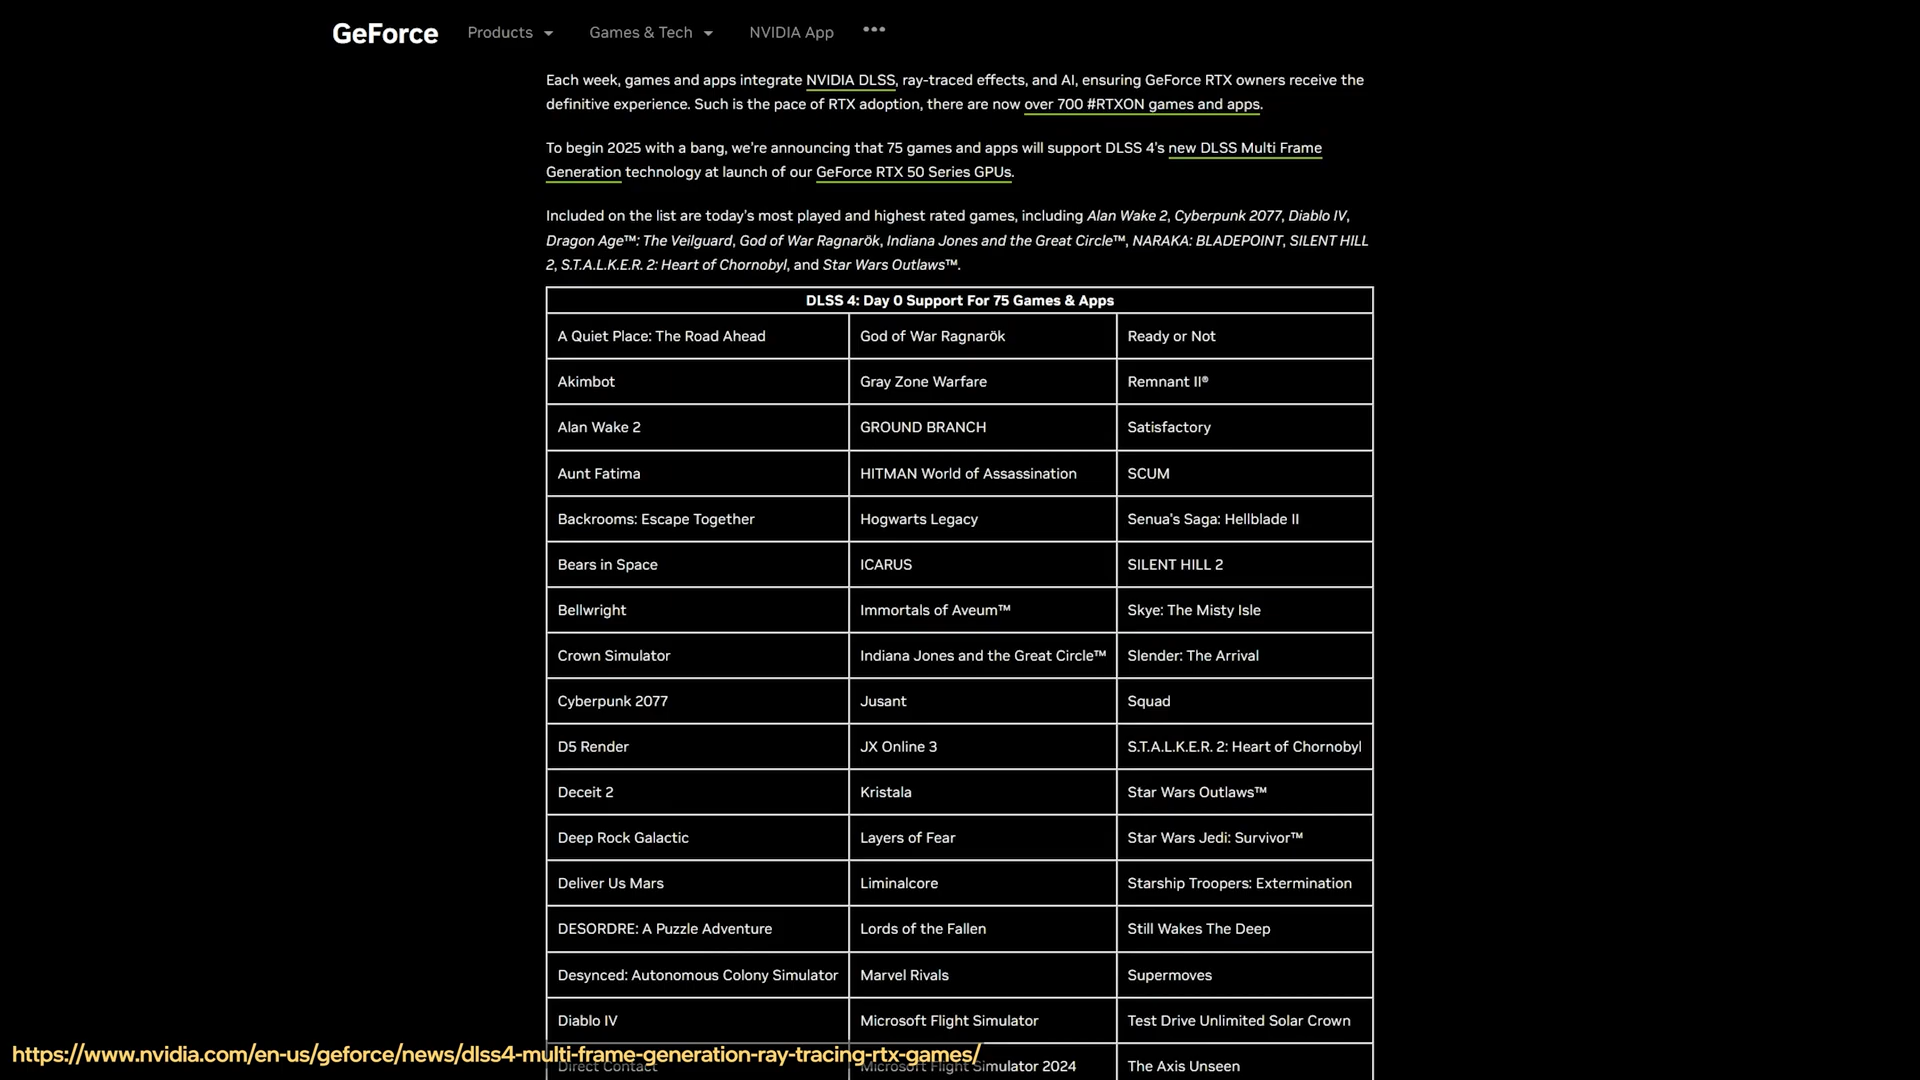 GeForce Products Games & Tech NVIDIA App •••
Each week, games and apps integrate NVIDIA DLSS, ray-traced effects, and AI, ensuring GeForce RTX owners receive the
definitive experience. Such is the pace of RTX adoption, there are now over 700 #RTXON games and apps.
To begin 2025 with a bang, we're announcing that 75 games and apps will support DLSS 4's new DLSS Multi Frame
Generation technology at launch of our GeForce RTX 50 Series GPUs.
Included on the list are today's most played and highest rated games, including Alan Wake 2, Cyberpunk 2077, Diablo IV,
Dragon Age™: The Veilguard, God of War Ragnarök, Indiana Jones and the Great Circle™, NARAKA: BLADEPOINT, SILENT HILL
2, S.T.A.L.K.E.R. 2: Heart of Chornobyl, and Star Wars Outlaws™.
DLSS 4: Day 0 Support For 75 Games & Apps
A Quiet Place: The Road Ahead God of War Ragnarök Ready or Not
Akimbot Gray Zone Warfare Remnant II®
Alan Wake 2 GROUND BRANCH Satisfactory
Aunt Fatima HITMAN World of Assassination SCUM
Backrooms: Escape Together Hogwarts Legacy Senua's Saga: Hellblade II
Bears in Space ICARUS SILENT HILL 2
Bellwright Immortals of Aveum™ Skye: The Misty Isle
Crown Simulator Indiana Jones and the Great Circle™ Slender: The Arrival
Cyberpunk 2077 Jusant Squad
D5 Render JX Online 3 S.T.A.L.K.E.R. 2: Heart of Chornobyl
Deceit 2 Kristala Star Wars Outlaws™
Deep Rock Galactic Layers of Fear Star Wars Jedi: Survivor™
Deliver Us Mars Liminalcore Starship Troopers: Extermination
DESORDRE: A Puzzle Adventure Lords of the Fallen Still Wakes The Deep
Desynced: Autonomous Colony Simulator Marvel Rivals Supermoves
Diablo IV Microsoft Flight Simulator Test Drive Unlimited Solar Crown
https://www.nvidia.com/en-us/geforce/news/dlss4-multi-frame-generation-ray-tracing-rtx-games/
Direct Contact Microsoft Flight Simulator 2024 The Axis Unseen